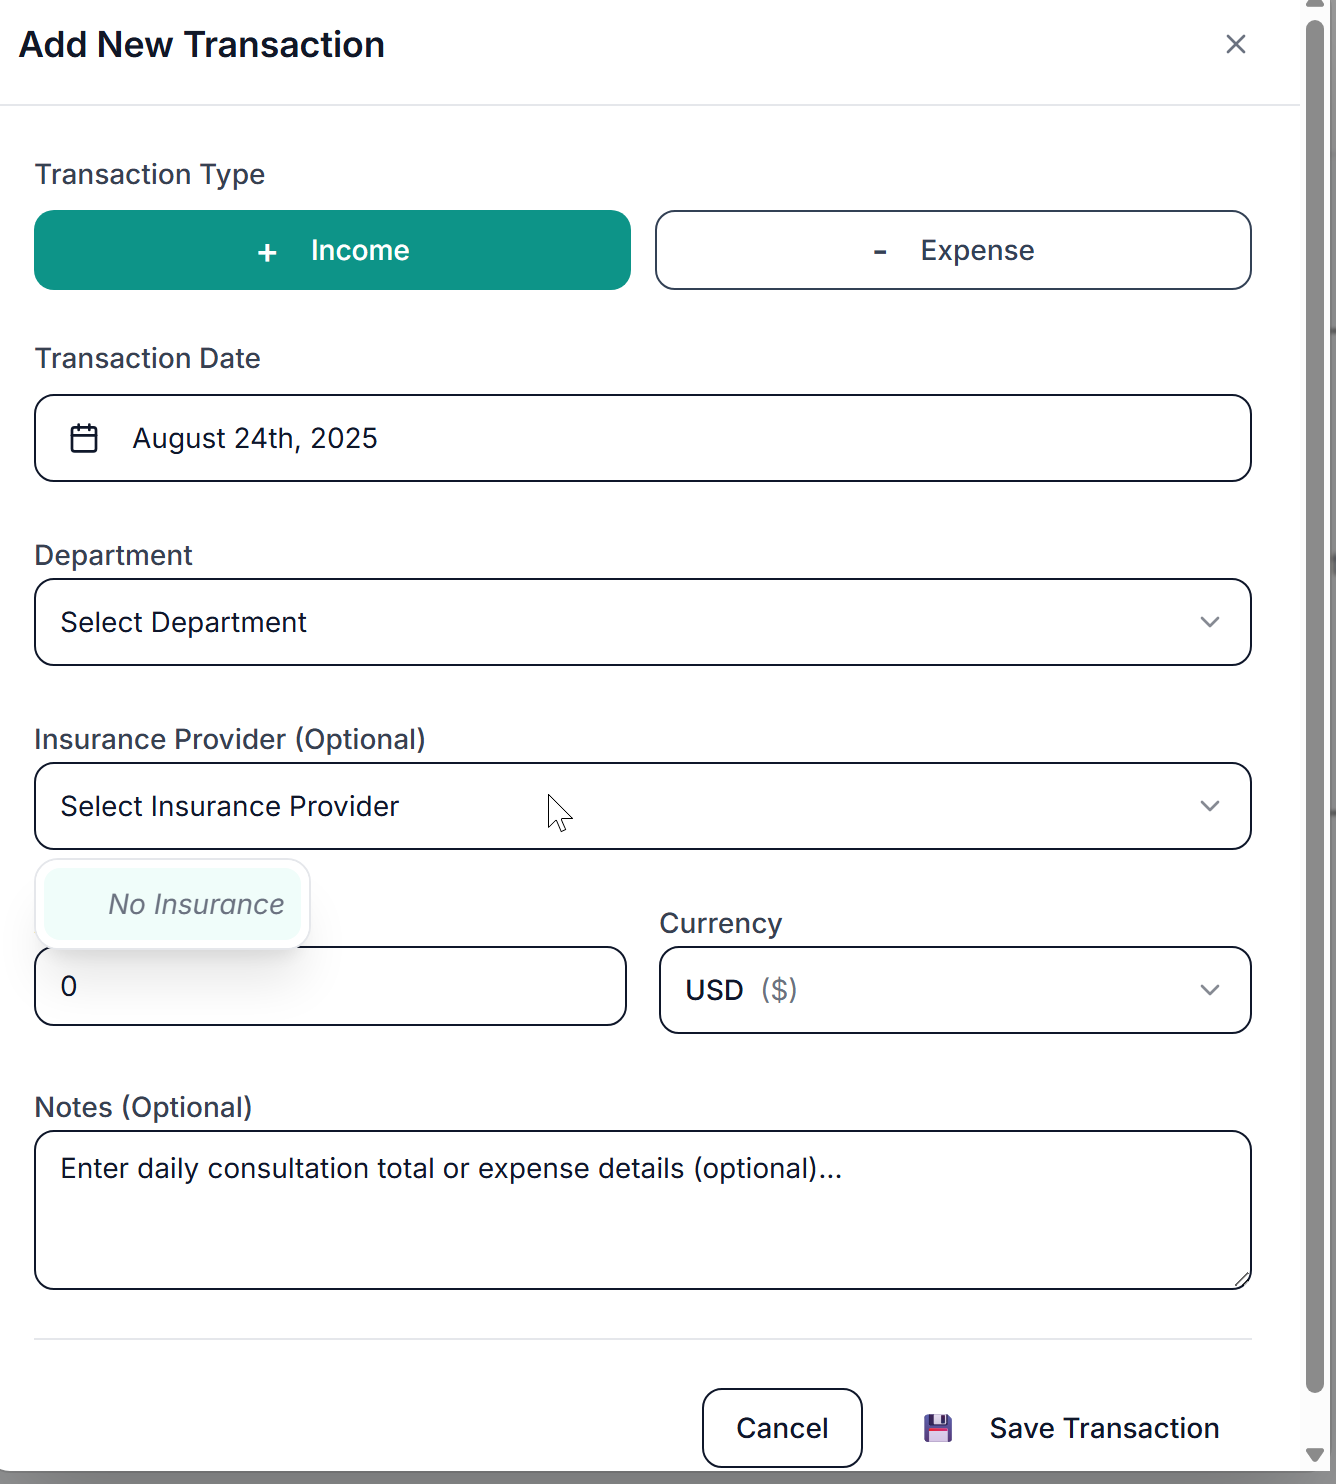 Add New Transaction
Transaction Type
+ Income
- Expense
Transaction Date
August 24th, 2025
Department
Select Department
Insurance Provider (Optional)
Select Insurance Provider
No Insurance
Currency
0
USD ($)
Notes (Optional)
Enter daily consultation total or expense details (optional)...
Cancel
Save Transaction